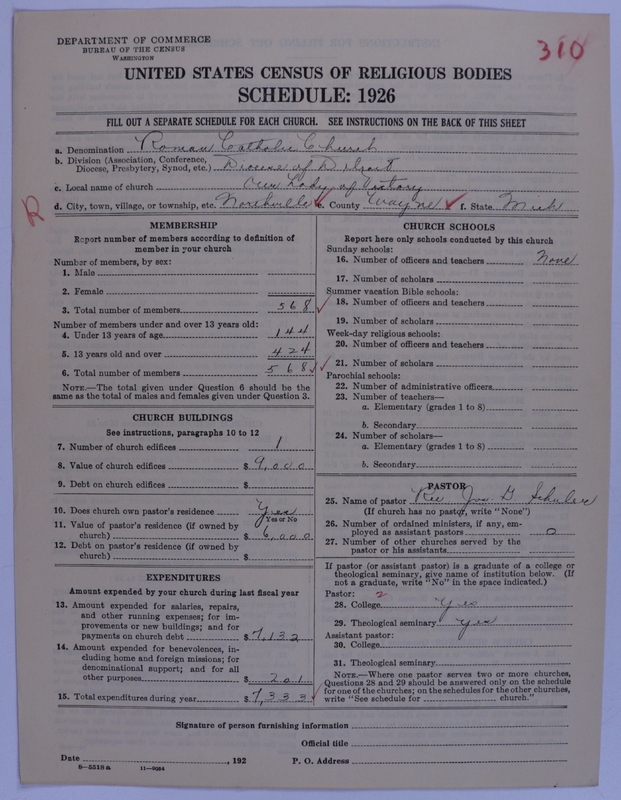 DEPARTMENT OF COMMERCE
BUREAU OF THE CENSUS
WASHINGTON
310
UNITED STATES CENSUS OF RELIGIOUS BODIES
SCHEDULE: 1926
FILL OUT A SEPARATE SCHEDULE FOR EACH CHURCH. SEE INSTRUCTIONS ON THE BACK OF THIS SHEET
a. Denomination Roman Catholic Church
b. Division (Association, Conference,
Diocese, Presbytery, Synod, etc.) Diocese of Detroit
c. Local name of church Our Lady of Victory
R
d. City, town, village, or township, etc. Northville ✓ e. County Wayne ✓ f. State Mich
MEMBERSHIP
Report number of members according to definition of
member in your church
Number of members, by sex:
1. Male
2. Female
3. Total number of members 568 ✓
Number of members under and over 13 years old:
4. Under 13 years of age 144
5. 13 years old and over 424
6. Total number of members 568 ✓✓
NOTE.—The total given under Question 6 should be the
same as the total of males and females given under Question 3.
CHURCH BUILDINGS
See instructions, paragraphs 10 to 12
7. Number of church edifices 1
8. Value of church edifices $ 9,000
9. Debt on church edifices $
10. Does church own pastor's residence Yes
Yes or No
11. Value of pastor's residence (if owned by
church) $ 6,000
12. Debt on pastor's residence (if owned by
church) $
EXPENDITURES
Amount expended by your church during last fiscal year
13. Amount expended for salaries, repairs,
and other running expenses; for im-
provements or new buildings; and for
payments on church debt $ 7,132
14. Amount expended for benevolences, in-
cluding home and foreign missions; for
denominational support; and for all
other purposes $ 201
15. Total expenditures during year $ 7,333 ✓
CHURCH SCHOOLS
Report here only schools conducted by this church
Sunday schools:
16. Number of officers and teachers None
17. Number of scholars
Summer vacation Bible schools:
18. Number of officers and teachers
19. Number of scholars
Week-day religious schools:
20. Number of officers and teachers
21. Number of scholars
Parochial schools:
22. Number of administrative officers
23. Number of teachers—
a. Elementary (grades 1 to 8)
b. Secondary
24. Number of scholars—
a. Elementary (grades 1 to 8)
b. Secondary
PASTOR
25. Name of pastor Rev Jos G Schuler
(If church has no pastor, write "None")
26. Number of ordained ministers, if any, em-
ployed as assistant pastors 0
27. Number of other churches served by the
pastor or his assistants
If pastor (or assistant pastor) is a graduate of a college or
theological seminary, give name of institution below. (If
not a graduate, write "No" in the space indicated.)
Pastor: 2
28. College Yes
29. Theological seminary Yes
Assistant pastor:
30. College
31. Theological seminary
NOTE.—Where one pastor serves two or more churches,
Questions 28 and 29 should be answered only on the schedule
for one of the churches; on the schedules for the other churches,
write "See schedule for church."
Signature of person furnishing information
Official title
Date , 192 P. O. Address
8—5518a 11—9064